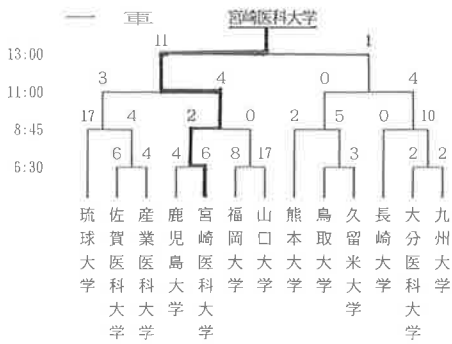 一軍
宮崎医科大学
13:00 11 1
11:00 3 4 0 4
8:45 17 4 2 0 2 5 0 10
6:30 6 4 4 6 8 17 3 2 2
琉球大学
佐賀医科大学
産業医科大学
鹿児島大学
宮崎医科大学
福岡大学
山口大学
熊本大学
鳥取大学
久留米大学
長崎大学
大分医科大学
九州大学